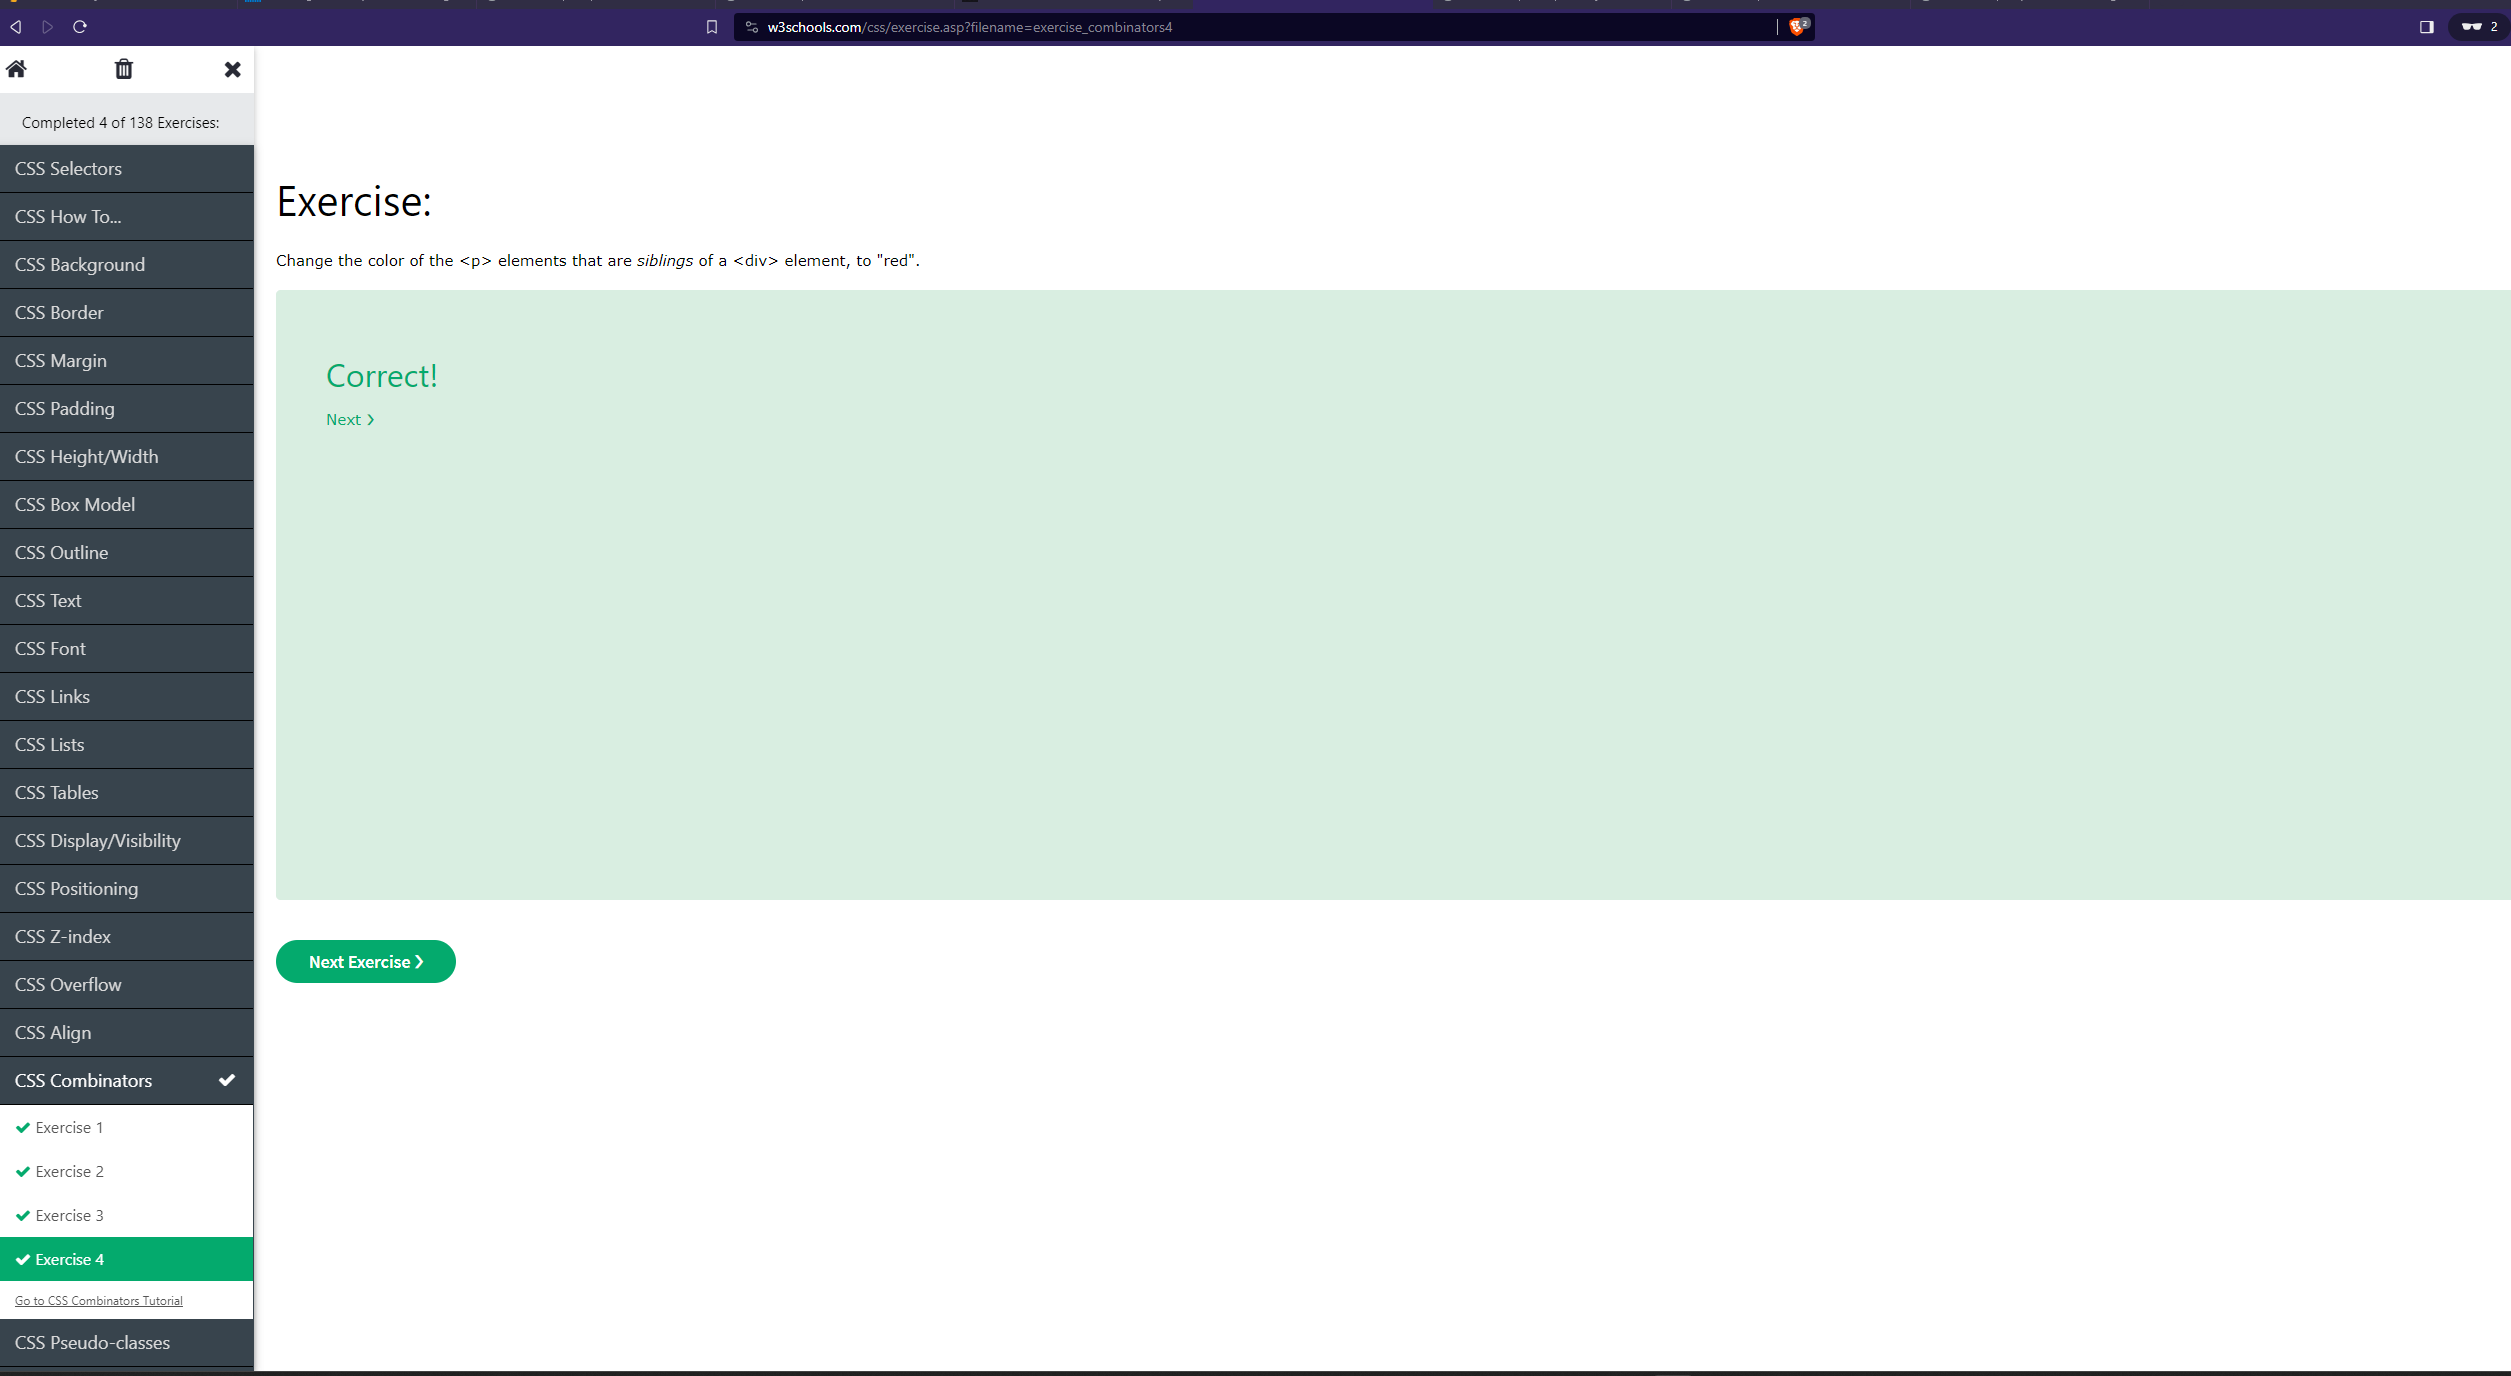 w3schools.com/css/exercise.asp?filename=exercise_combinators4
2
2
Completed 4 of 138 Exercises:
CSS Selectors
CSS How To...
CSS Background
CSS Border
CSS Margin
CSS Padding
CSS Height/Width
CSS Box Model
CSS Outline
CSS Text
CSS Font
CSS Links
CSS Lists
CSS Tables
CSS Display/Visibility
CSS Positioning
CSS Z-index
CSS Overflow
CSS Align
CSS Combinators
Exercise 1
Exercise 2
Exercise 3
Exercise 4
Go to CSS Combinators Tutorial
CSS Pseudo-classes
Exercise:
Change the color of the <p> elements that are siblings of a <div> element, to "red".
Correct!
Next ❯
Next Exercise ❯